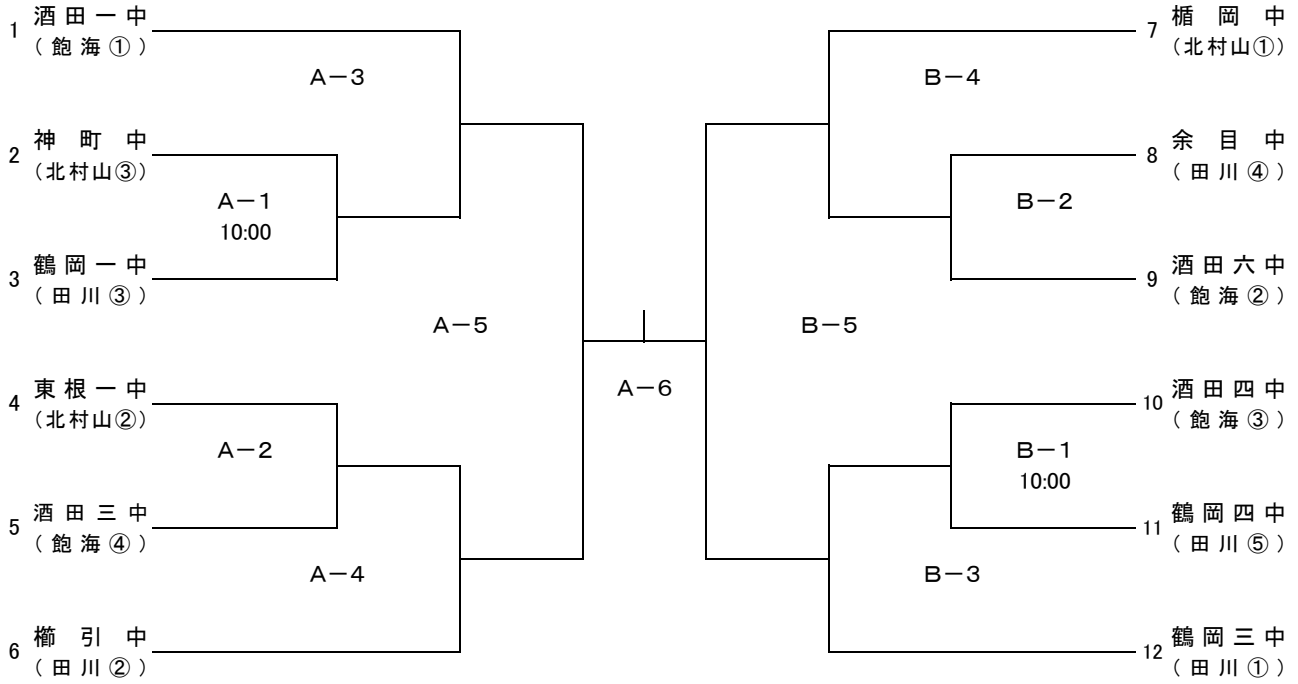 1 酒田一中
（飽海①）
A－3
2 神町中
（北村山③）
A－1
10:00
3 鶴岡一中
（田川③）
A－5
4 東根一中
（北村山②）
A－2
5 酒田三中
（飽海④）
A－4
6 櫛引中
（田川②）
A－6
7 楯岡中
（北村山①）
B－4
8 余目中
（田川④）
B－2
9 酒田六中
（飽海②）
B－5
10 酒田四中
（飽海③）
B－1
10:00
11 鶴岡四中
（田川⑤）
B－3
12 鶴岡三中
（田川①）